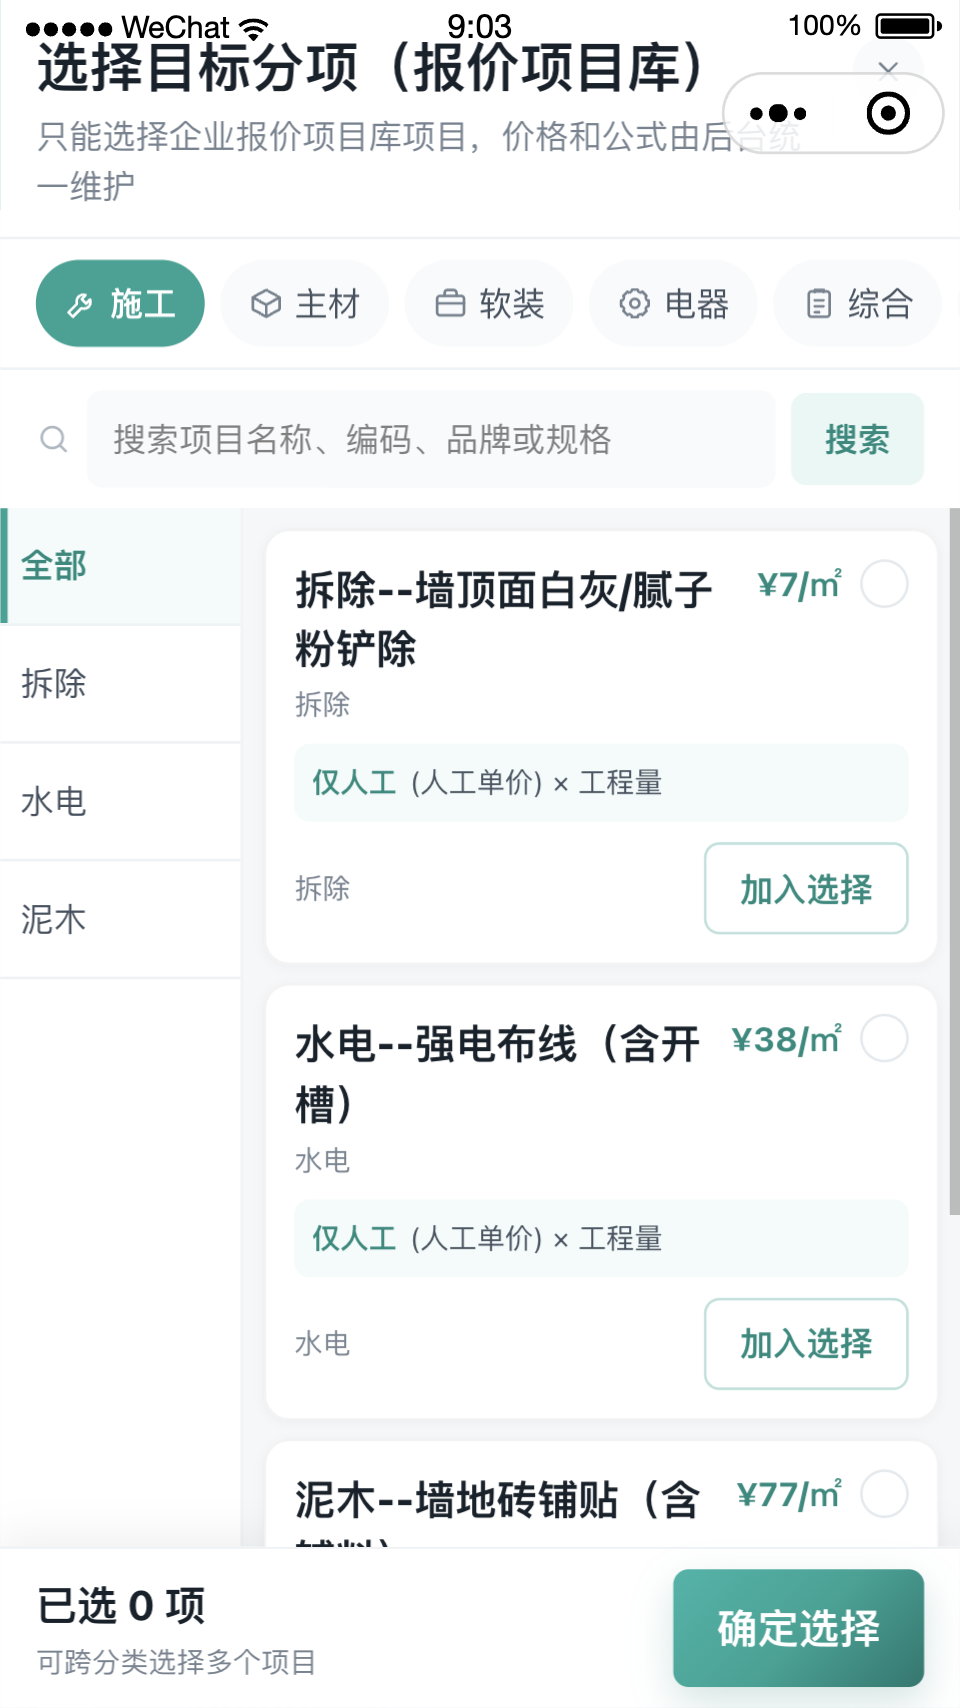 ●●●●● WeChat 9:03 100%
选择目标分项（报价项目库）
只能选择企业报价项目库项目，价格和公式由后台统
一维护
施工 主材 软装 电器 综合
搜索项目名称、编码、品牌或规格 搜索
全部
拆除
水电
泥木
拆除--墙顶面白灰/腻子 ¥7/㎡
粉铲除
拆除
仅人工 (人工单价) × 工程量
拆除 加入选择
水电--强电布线（含开 ¥38/㎡
槽）
水电
仅人工 (人工单价) × 工程量
水电 加入选择
泥木--墙地砖铺贴（含 ¥77/㎡
辅料）
已选 0 项
可跨分类选择多个项目
确定选择